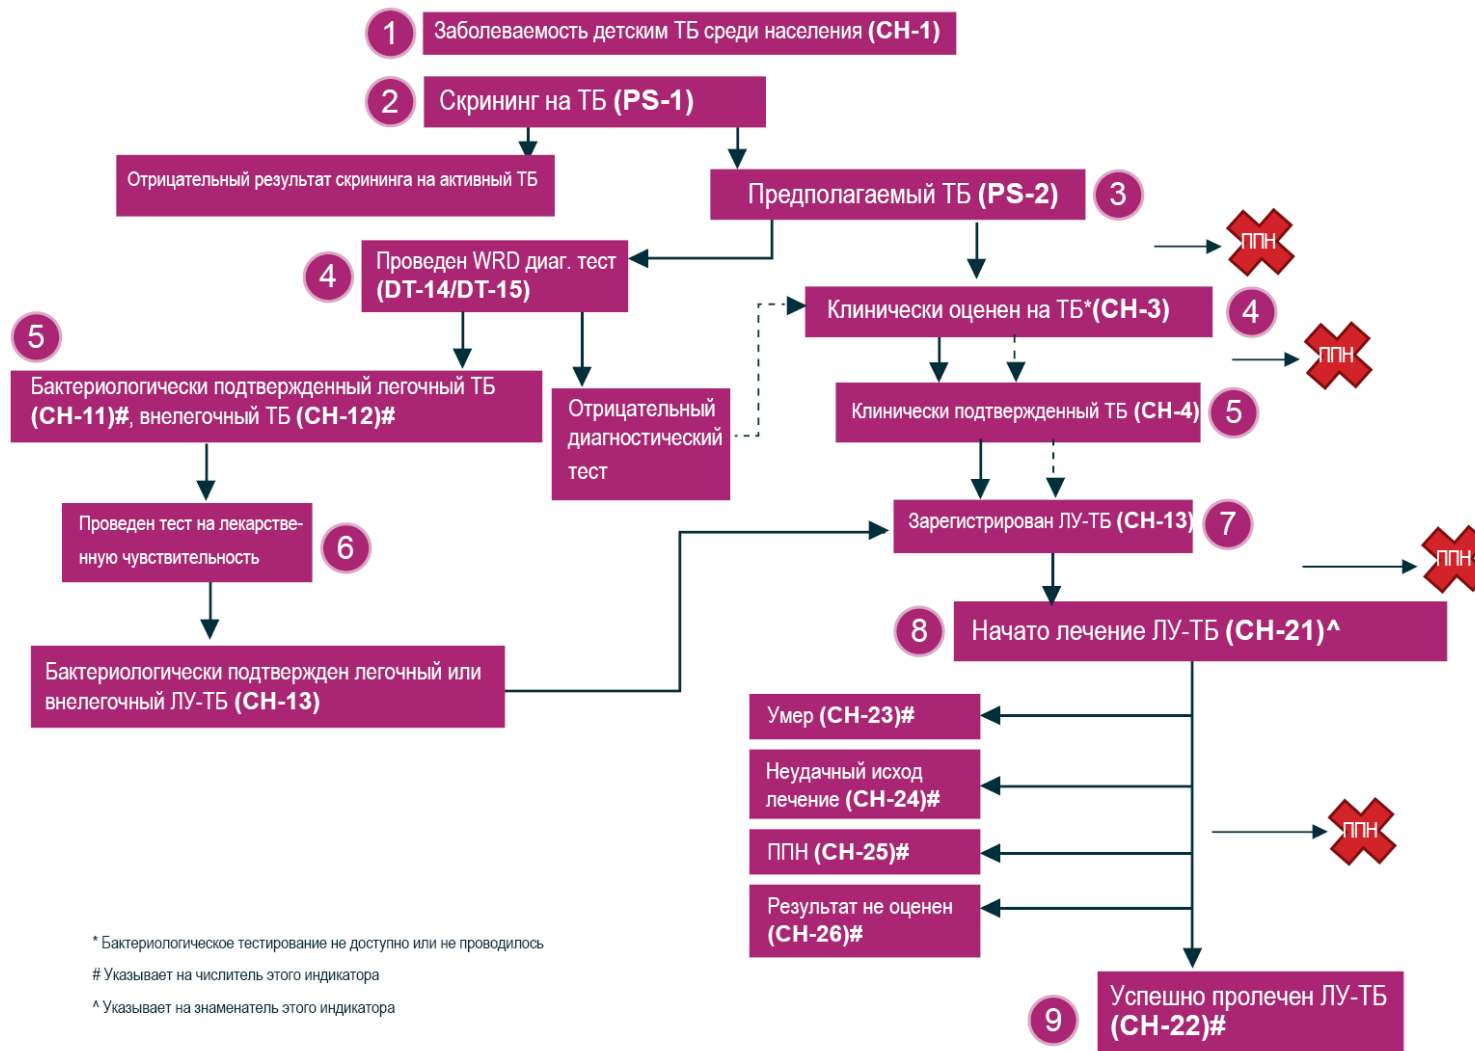 1
Заболеваемость детским ТБ среди населения (CH-1)
2
Скрининг на ТБ (PS-1)
Отрицательный результат скрининга на активный ТБ
Предполагаемый ТБ (PS-2)
3
ППН
4
Проведен WRD диаг. тест
(DT-14/DT-15)
Клинически оценен на ТБ*(CH-3)
4
ППН
5
Бактериологически подтвержденный легочный ТБ
(CH-11)#, внелегочный ТБ (CH-12)#
Отрицательный
диагностический
тест
Клинически подтвержденный ТБ (CH-4)
5
Проведен тест на лекарстве-
нную чувствительность
6
Зарегистрирован ЛУ-ТБ (CH-13)
7
ППН
8
Начато лечение ЛУ-ТБ (CH-21)^
Бактериологически подтвержден легочный или
внелегочный ЛУ-ТБ (CH-13)
Умер (CH-23)#
Неудачный исход
лечение (CH-24)#
ППН (CH-25)#
ППН
Результат не оценен
(CH-26)#
* Бактериологическое тестирование не доступно или не проводилось
# Указывает на числитель этого индикатора
^ Указывает на знаменатель этого индикатора
9
Успешно пролечен ЛУ-ТБ
(CH-22)#